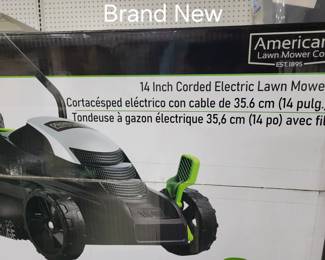 Brand New
American
Lawn Mower Co
EST. 1895
14 Inch Corded Electric Lawn Mowe
Cortacésped eléctrico con cable de 35.6 cm (14 pulg.
Tondeuse à gazon électrique 35,6 cm (14 po) avec fil